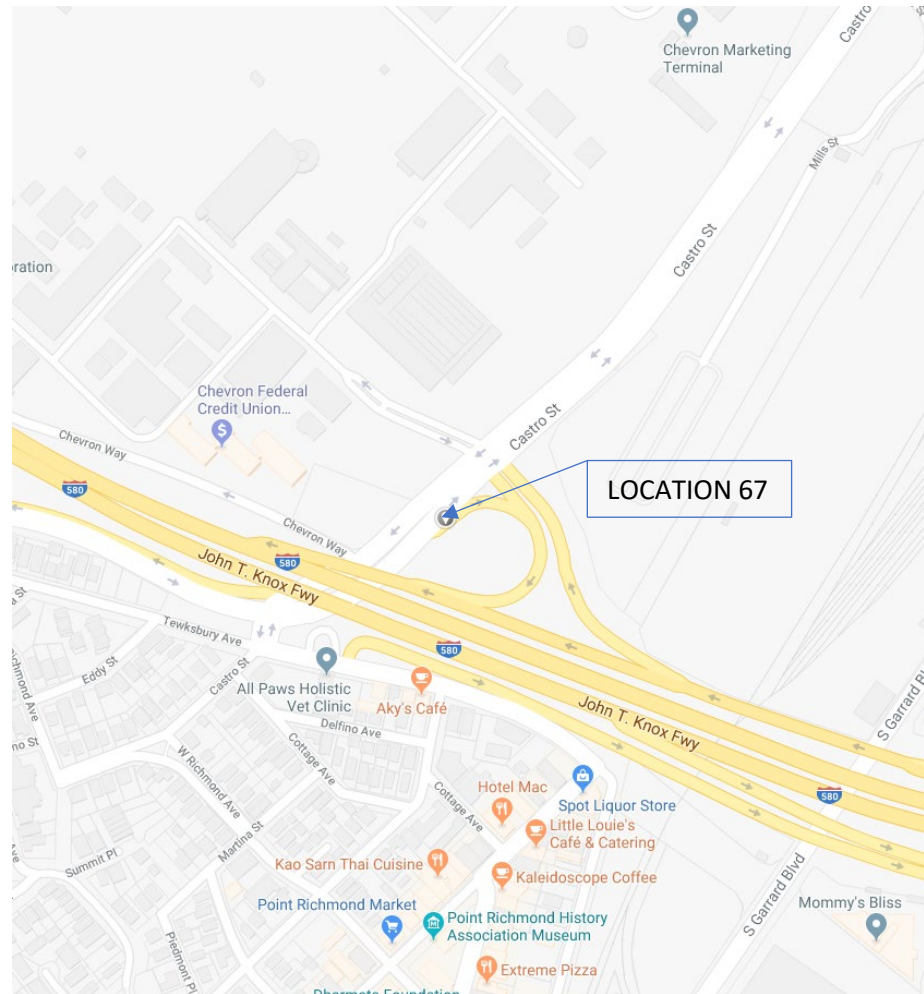 Castro
Chevron Marketing
Terminal
Mills St
Castro St
oration
Chevron Federal
Credit Union...
$
Castro St
Chevron Way
580
LOCATION 67
Chevron Way
580
John T. Knox Fwy
Tewksbury Ave
580
S Garrard Bl
Eddy St
Castro St
All Paws Holistic
Vet Clinic
Aky's Café
Richmond Ave
John T. Knox Fwy
Delfino Ave
no St
Cottage Ave
W Richmond Ave
Hotel Mac
Spot Liquor Store
580
Cottage Ave
Martina St
Little Louie's
Café & Catering
Summit Pl
Kao Sarn Thai Cuisine
Kaleidoscope Coffee
S Garrard Blvd
Mommy's Bliss
Point Richmond Market
Point Richmond History
Association Museum
Piedmont Pl
Extreme Pizza